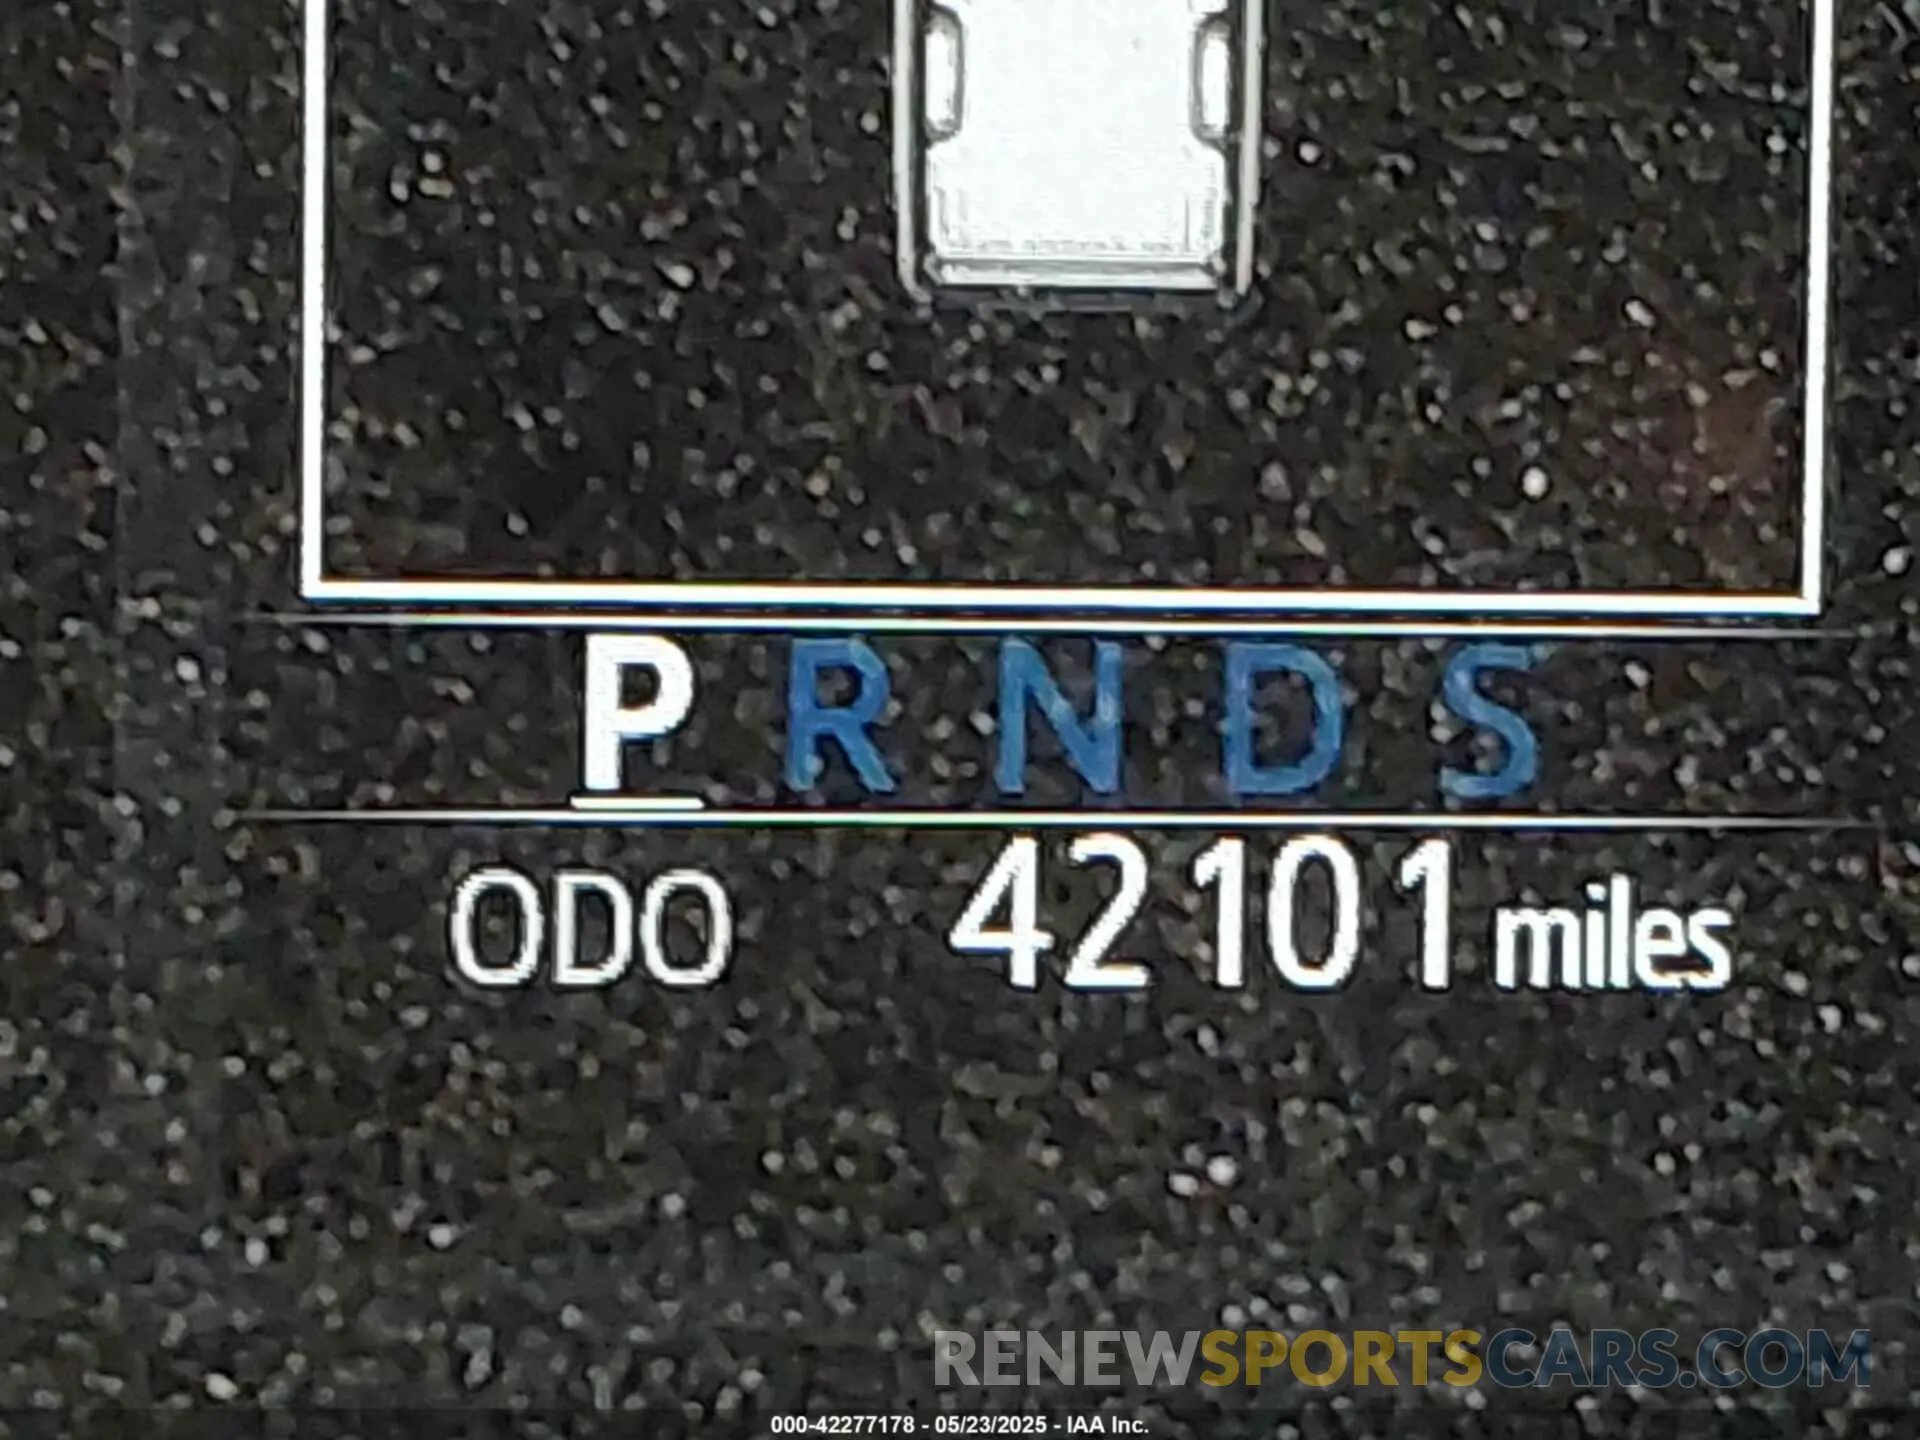 P R N D S
ODO 42101 miles
RENEWSPORTSCARS.COM
000-42277178 - 05/23/2025 - IAA Inc.